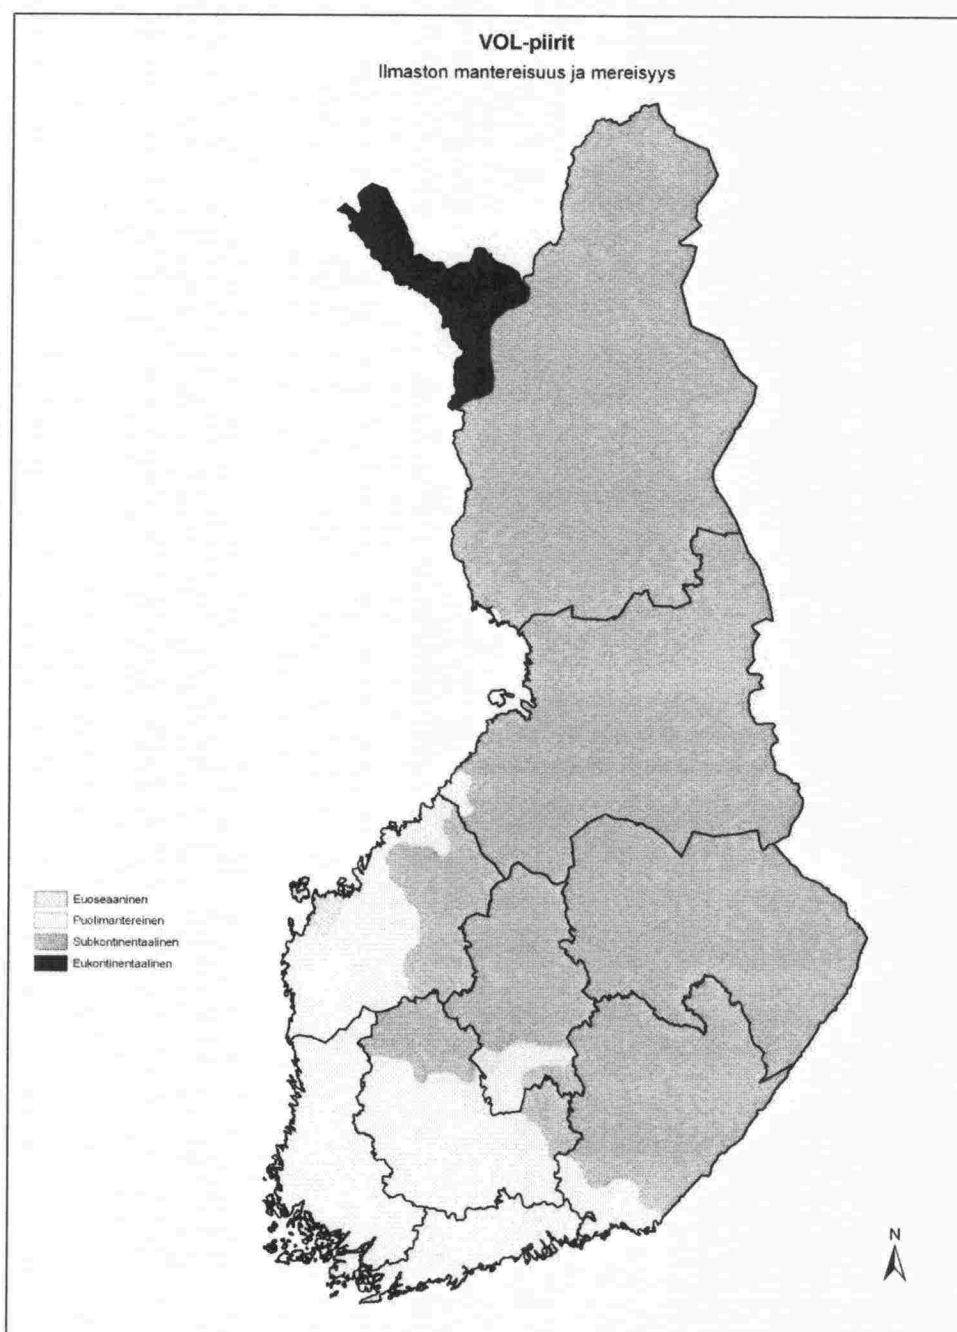 VOL-piirit
Ilmaston mantereisuus ja mereisyys
Euoseaaninen
Puolimantereinen
Subkontinentaalinen
Eukontinentaalinen
N